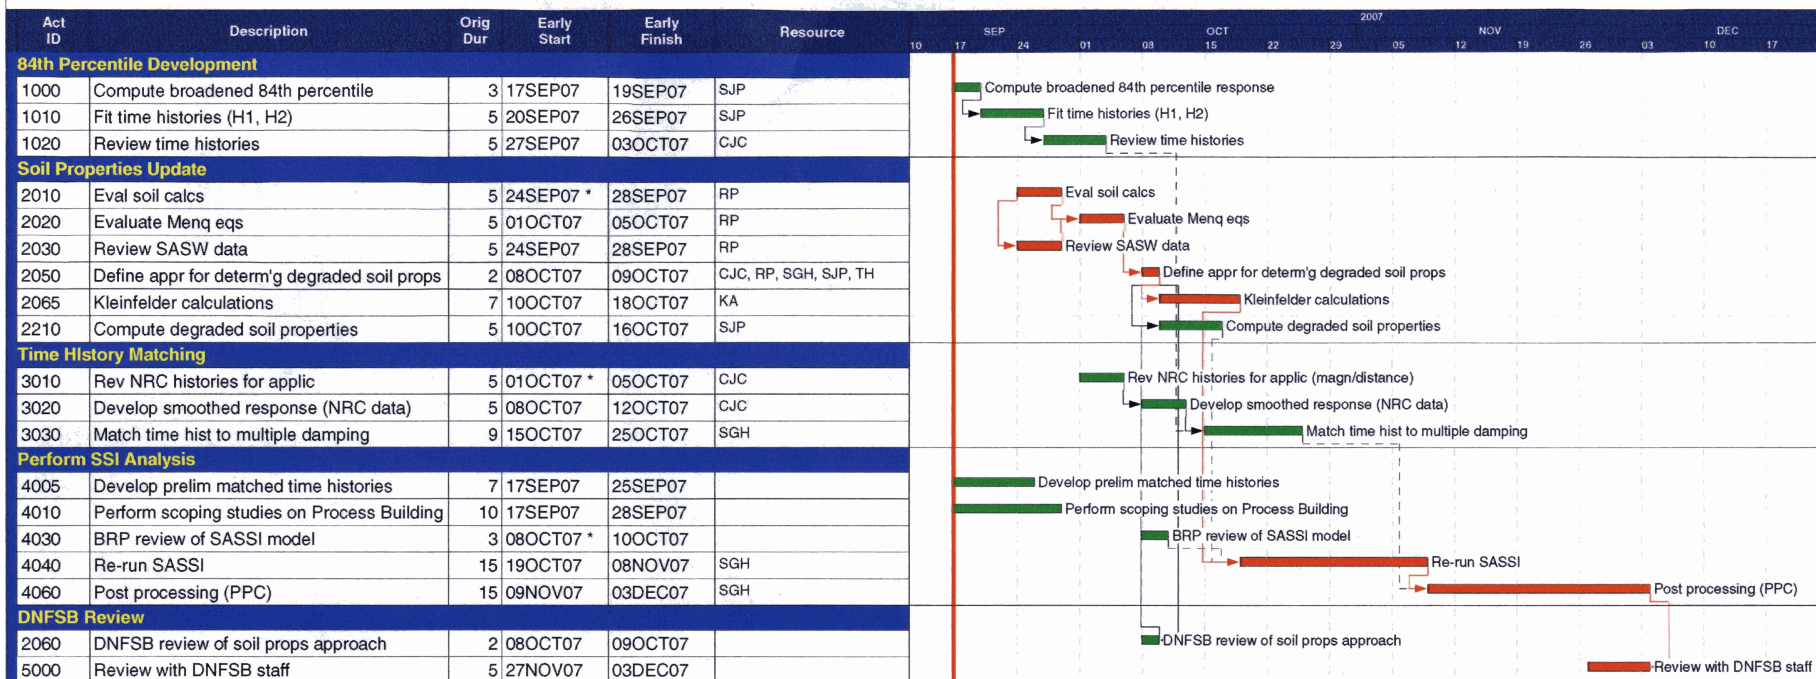 2007
Act ID Description Orig Dur Early Start Early Finish Resource SEP OCT NOV DEC
10 17 24 01 08 15 22 29 05 12 19 26 03 10 17
84th Percentile Development
1000 Compute broadened 84th percentile 3 17SEP07 19SEP07 SJP Compute broadened 84th percentile response
1010 Fit time histories (H1, H2) 5 20SEP07 26SEP07 SJP Fit time histories (H1, H2)
1020 Review time histories 5 27SEP07 03OCT07 CJC Review time histories
Soil Properties Update
2010 Eval soil calcs 5 24SEP07 * 28SEP07 RP Eval soil calcs
2020 Evaluate Menq eqs 5 01OCT07 05OCT07 RP Evaluate Menq eqs
2030 Review SASW data 5 24SEP07 28SEP07 RP Review SASW data
2050 Define appr for determ'g degraded soil props 2 08OCT07 09OCT07 CJC, RP, SGH, SJP, TH Define appr for determ'g degraded soil props
2065 Kleinfelder calculations 7 10OCT07 18OCT07 KA Kleinfelder calculations
2210 Compute degraded soil properties 5 10OCT07 16OCT07 SJP Compute degraded soil properties
Time HIstory Matching
3010 Rev NRC histories for applic 5 01OCT07 * 05OCT07 CJC Rev NRC histories for applic (magn/distance)
3020 Develop smoothed response (NRC data) 5 08OCT07 12OCT07 CJC Develop smoothed response (NRC data)
3030 Match time hist to multiple damping 9 15OCT07 25OCT07 SGH Match time hist to multiple damping
Perform SSI Analysis
4005 Develop prelim matched time histories 7 17SEP07 25SEP07 Develop prelim matched time histories
4010 Perform scoping studies on Process Building 10 17SEP07 28SEP07 Perform scoping studies on Process Building
4030 BRP review of SASSI model 3 08OCT07 * 10OCT07 BRP review of SASSI model
4040 Re-run SASSI 15 19OCT07 08NOV07 SGH Re-run SASSI
4060 Post processing (PPC) 15 09NOV07 03DEC07 SGH Post processing (PPC)
DNFSB Review
2060 DNFSB review of soil props approach 2 08OCT07 09OCT07 DNFSB review of soil props approach
5000 Review with DNFSB staff 5 27NOV07 03DEC07 Review with DNFSB staff